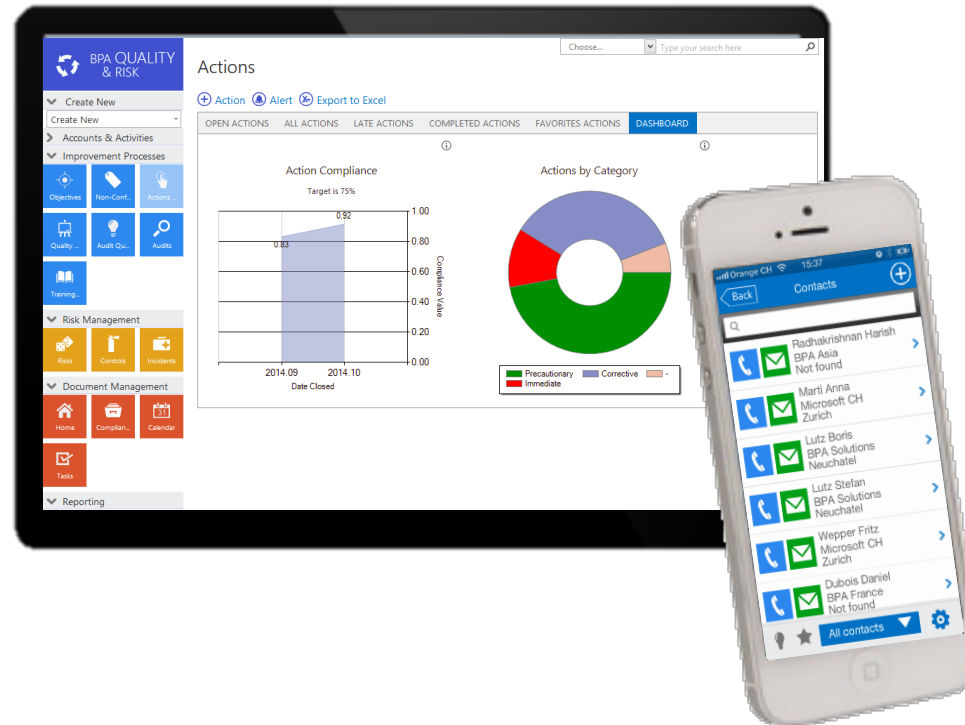 BPA QUALITY
& RISK
Choose...
Type your search here
Actions
Action
Alert
Export to Excel
Create New
Create New
Accounts & Activities
Improvement Processes
Objectives
Non-Conf...
Actions ...
Quality ...
Audit Qu...
Audits
Training...
Risk Management
Risks
Controls
Incidents
Document Management
Home
Complian...
31
Calendar
Tasks
Reporting
OPEN ACTIONS
ALL ACTIONS
LATE ACTIONS
COMPLETED ACTIONS
FAVORITES ACTIONS
DASHBOARD
Action Compliance
Target is 75%
0.83
0.92
1.00
0.80
0.60
0.40
0.20
0.00
Compliance Value
2014.09
2014.10
Date Closed
Actions by Category
Precautionary
Corrective
-
Immediate
Orange CH
15:37
Back
Contacts
Radhakrishnan Harish
BPA Asia
Not found
Marti Anna
Microsoft CH
Zurich
Lutz Boris
BPA Solutions
Neuchatel
Lutz Stefan
BPA Solutions
Neuchatel
Wepper Fritz
Microsoft CH
Zurich
Dubois Daniel
BPA France
Not found
All contacts